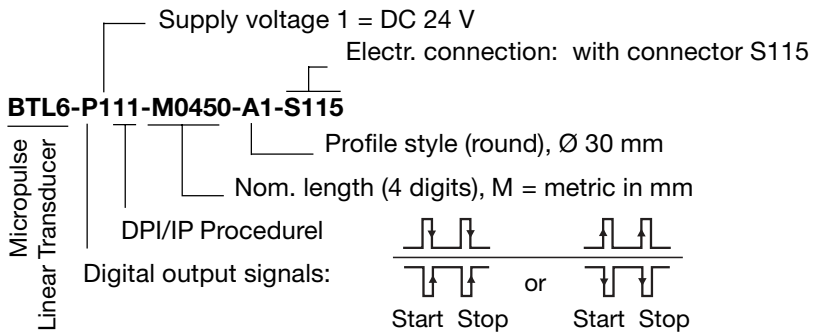 Supply voltage 1 = DC 24 V
Electr. connection: with connector S115
BTL6-P111-M0450-A1-S115
Profile style (round), Ø 30 mm
Nom. length (4 digits), M = metric in mm
DPI/IP Procedurel
Digital output signals:
or
Start Stop
Start Stop
Micropulse
Linear Transducer